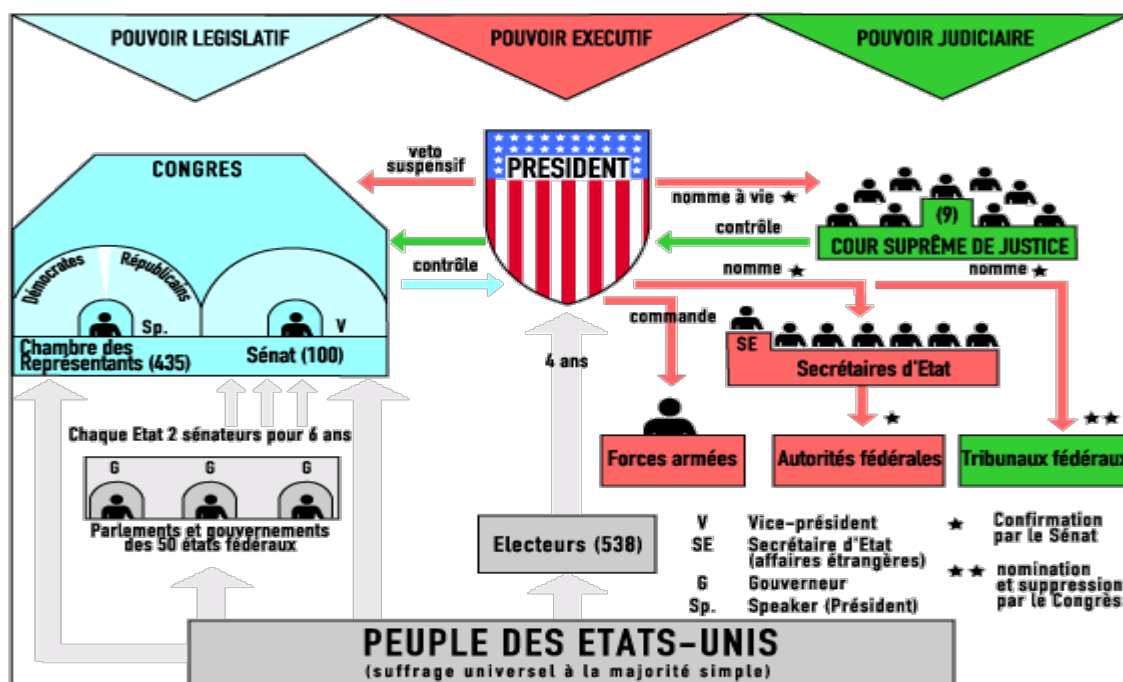 POUVOIR LEGISLATIF
POUVOIR EXECUTIF
POUVOIR JUDICIAIRE
CONGRES
Démocrates
Républicains
Sp.
V
Chambre des
Représentants (435)
Sénat (100)
veto
suspensif
contrôle
PRESIDENT
nomme à vie ★
contrôle
(9)
COUR SUPRÊME DE JUSTICE
nomme ★
nomme ★
commande
SE
Secrétaires d'Etat
★
★★
4 ans
Forces armées
Autorités fédérales
Tribunaux fédéraux
Chaque Etat 2 sénateurs pour 6 ans
G
G
G
Parlements et gouvernements
des 50 états fédéraux
Electeurs (538)
V Vice-président
SE Secrétaire d'Etat
(affaires étrangères)
G Gouverneur
Sp. Speaker (Président)
★ Confirmation
par le Sénat
★★ nomination
et suppression
par le Congrès
PEUPLE DES ETATS-UNIS
(suffrage universel à la majorité simple)